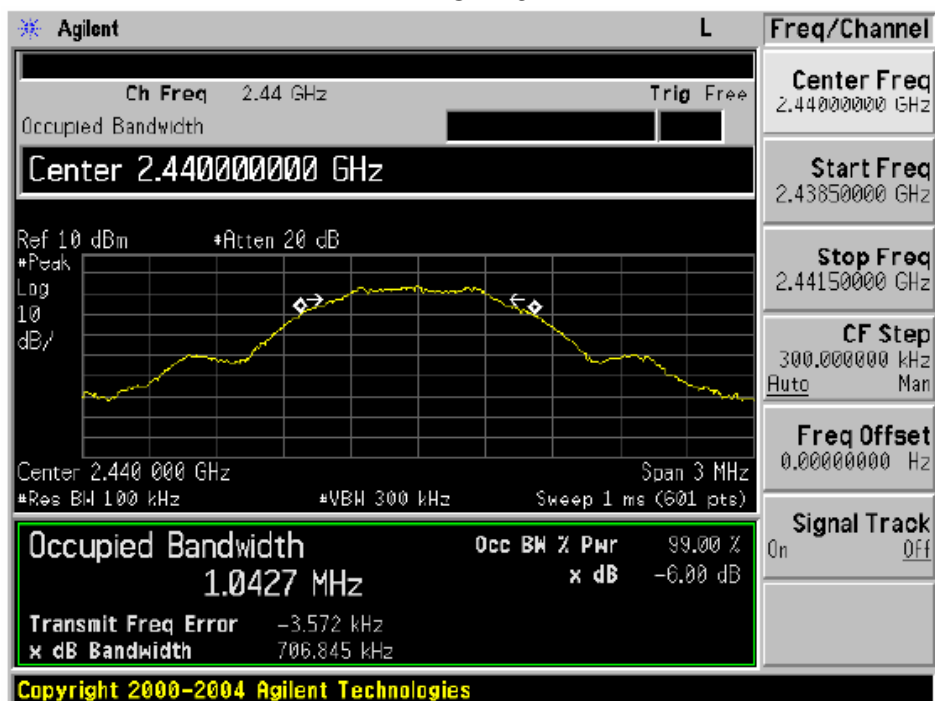 Agilent L Freq/Channel
Ch Freq 2.44 GHz Trig Free
Occupied Bandwidth
Center 2.440000000 GHz
Ref 10 dBm #Atten 20 dB
#Peak
Log
10
dB/
Center 2.440 000 GHz Span 3 MHz
#Res BW 100 kHz #VBW 300 kHz Sweep 1 ms (601 pts)
Occupied Bandwidth Occ BW % Pwr 99.00 %
1.0427 MHz x dB -6.00 dB
Transmit Freq Error -3.572 kHz
x dB Bandwidth 706.845 kHz
Copyright 2000-2004 Agilent Technologies
Center Freq
2.44000000 GHz
Start Freq
2.43850000 GHz
Stop Freq
2.44150000 GHz
CF Step
300.000000 kHz
Auto Man
Freq Offset
0.00000000 Hz
Signal Track
On Off